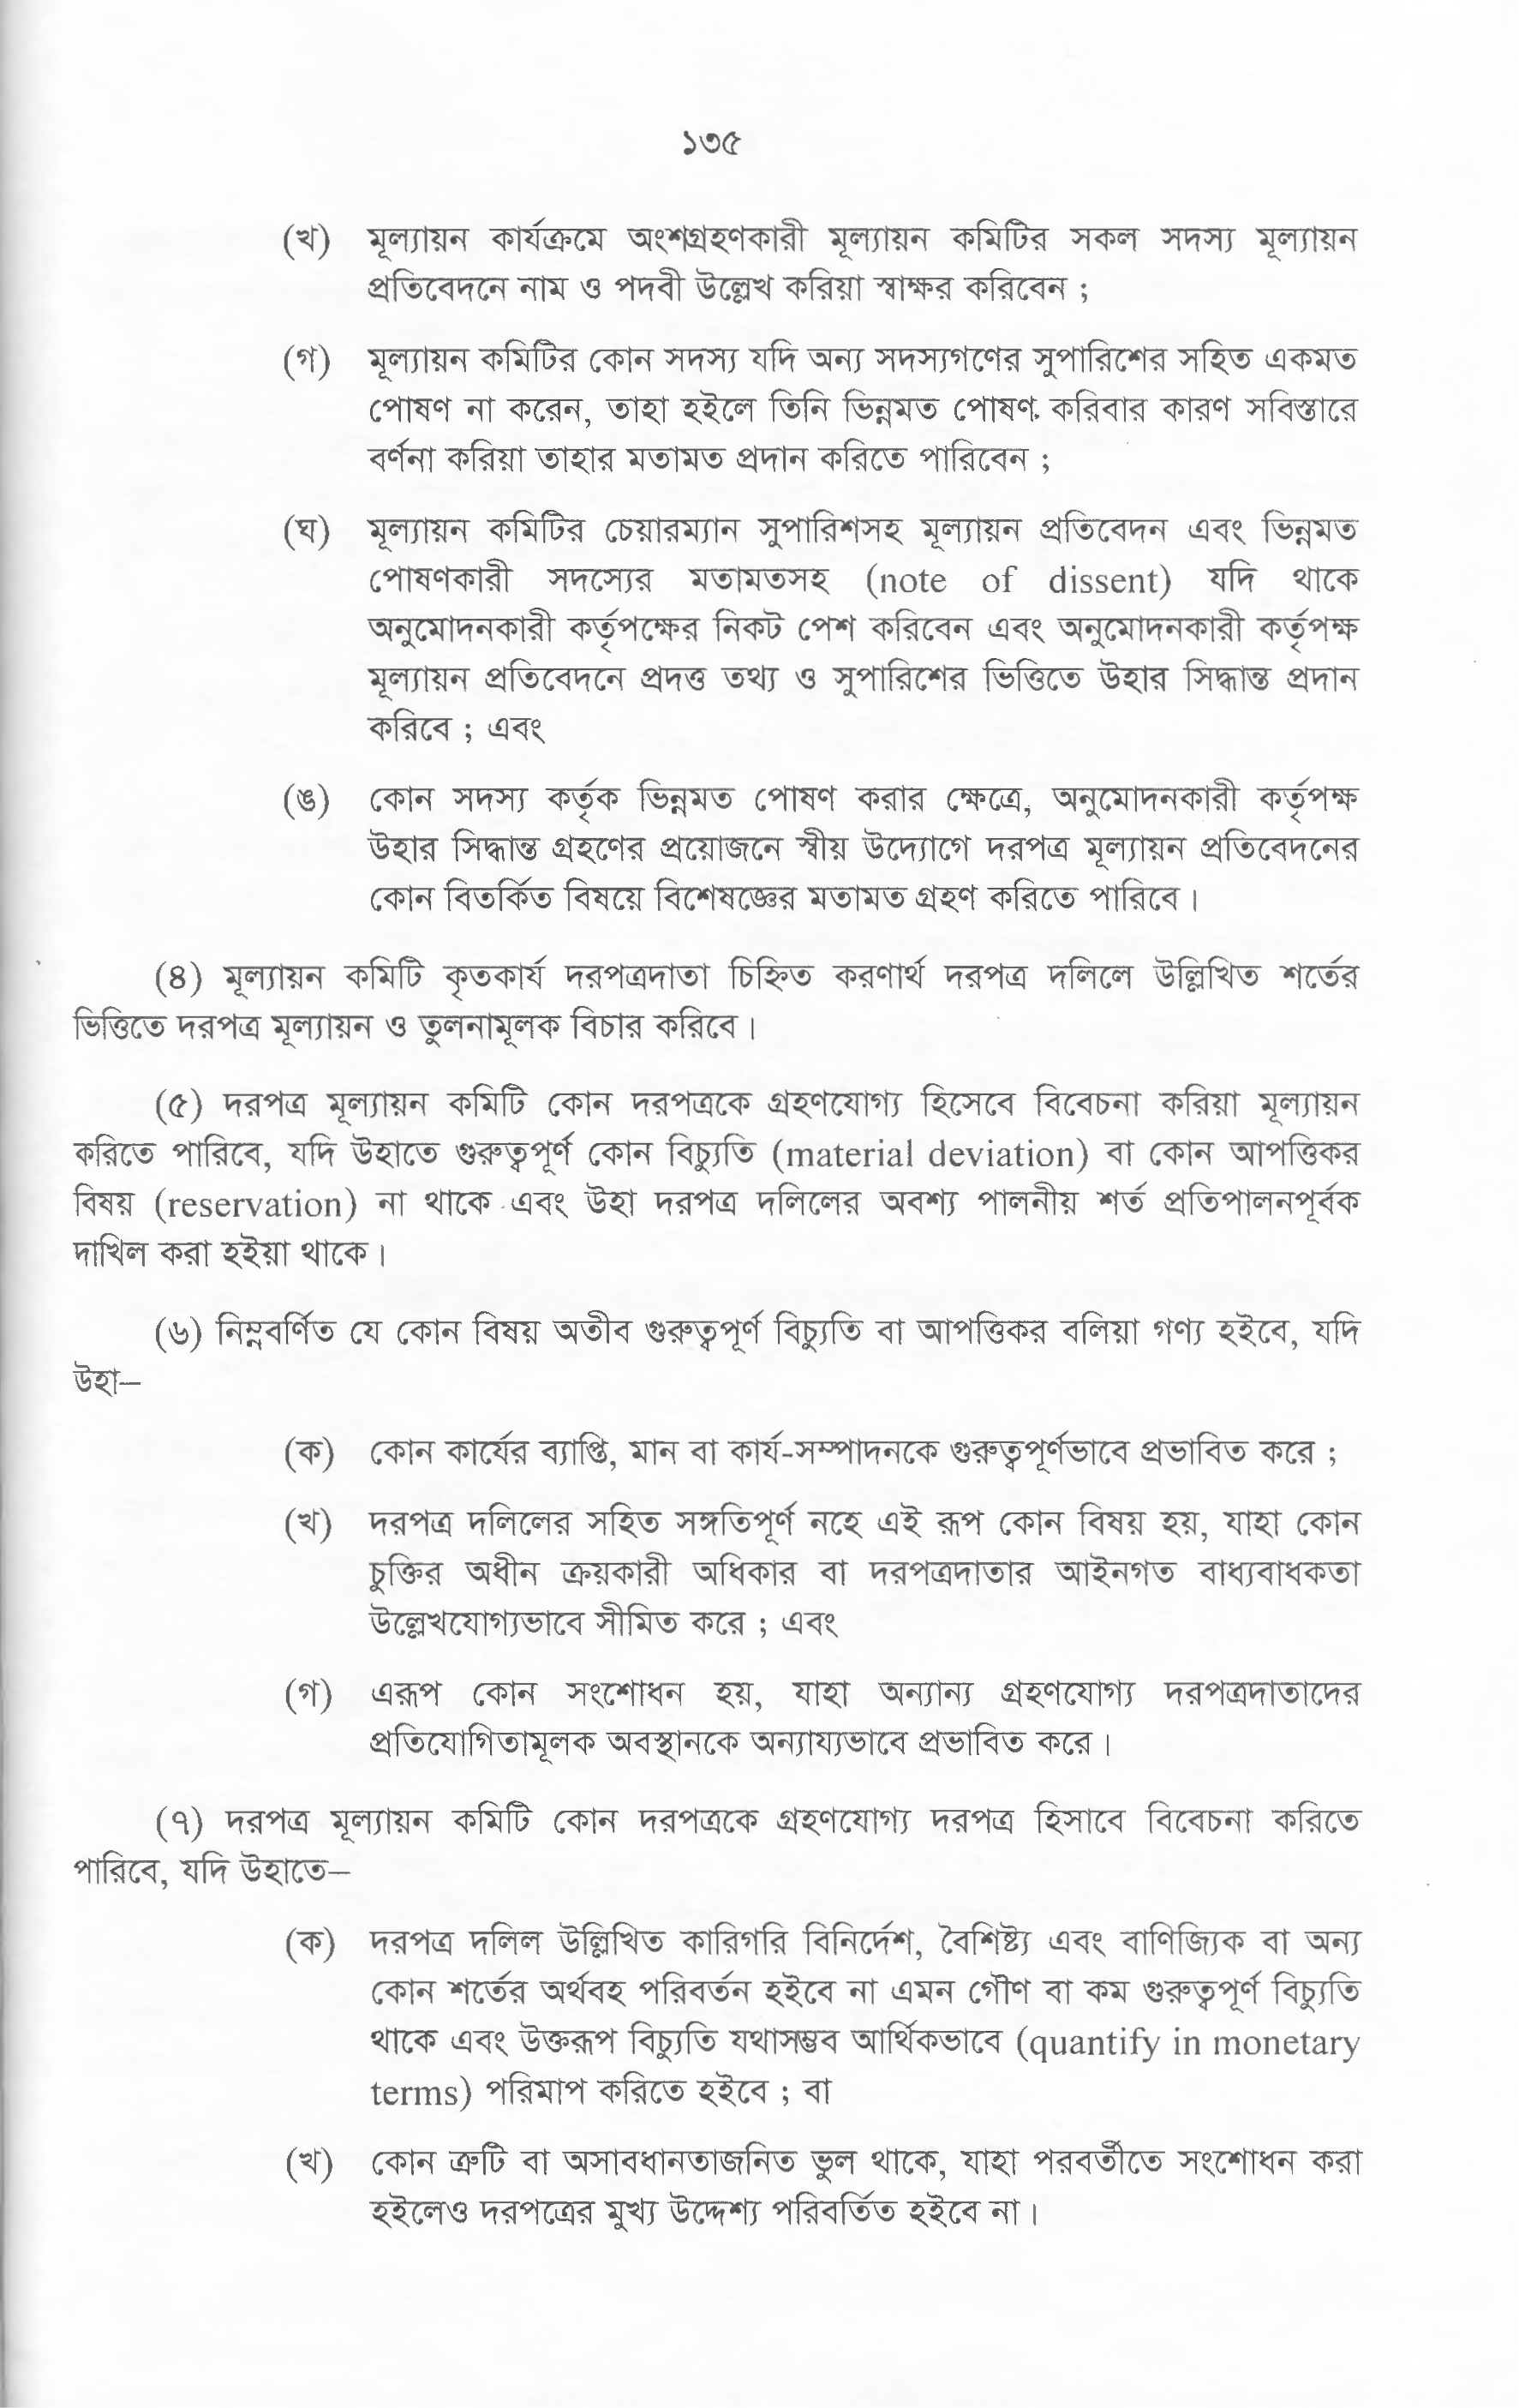 ১৩৫
(খ) মূল্যায়ন কার্যক্রমে অংশগ্রহণকারী মূল্যায়ন কমিটির সকল সদস্য মূল্যায়ন
প্রতিবেদনে নাম ও পদবী উল্লেখ করিয়া স্বাক্ষর করিবেন ;
(গ) মূল্যায়ন কমিটির কোন সদস্য যদি অন্য সদস্যগণের সুপারিশের সহিত একমত
পোষণ না করেন, তাহা হইলে তিনি ভিন্নমত পোষণ করিবার কারণ সবিস্তারে
বর্ণনা করিয়া তাহার মতামত প্রদান করিতে পারিবেন ;
(ঘ) মূল্যায়ন কমিটির চেয়ারম্যান সুপারিশসহ মূল্যায়ন প্রতিবেদন এবং ভিন্নমত
পোষণকারী সদস্যের মতামতসহ (note of dissent) যদি থাকে
অনুমোদনকারী কর্তৃপক্ষের নিকট পেশ করিবেন এবং অনুমোদনকারী কর্তৃপক্ষ
মূল্যায়ন প্রতিবেদনে প্রদত্ত তথ্য ও সুপারিশের ভিত্তিতে উহার সিদ্ধান্ত প্রদান
করিবে ; এবং
(ঙ) কোন সদস্য কর্তৃক ভিন্নমত পোষণ করার ক্ষেত্রে, অনুমোদনকারী কর্তৃপক্ষ
উহার সিদ্ধান্ত গ্রহণের প্রয়োজনে স্বীয় উদ্যোগে দরপত্র মূল্যায়ন প্রতিবেদনের
কোন বিতর্কিত বিষয়ে বিশেষজ্ঞের মতামত গ্রহণ করিতে পারিবে।
(৪) মূল্যায়ন কমিটি কৃতকার্য দরপত্রদাতা চিহ্নিত করণার্থ দরপত্র দলিলে উল্লিখিত শর্তের
ভিত্তিতে দরপত্র মূল্যায়ন ও তুলনামূলক বিচার করিবে।
(৫) দরপত্র মূল্যায়ন কমিটি কোন দরপত্রকে গ্রহণযোগ্য হিসেবে বিবেচনা করিয়া মূল্যায়ন
করিতে পারিবে, যদি উহাতে গুরুত্বপূর্ণ কোন বিচ্যুতি (material deviation) বা কোন আপত্তিকর
বিষয় (reservation) না থাকে এবং উহা দরপত্র দলিলের অবশ্য পালনীয় শর্ত প্রতিপালনপূর্বক
দাখিল করা হইয়া থাকে।
(৬) নিম্নবর্ণিত যে কোন বিষয় অতীব গুরুত্বপূর্ণ বিচ্যুতি বা আপত্তিকর বলিয়া গণ্য হইবে, যদি
উহা–
(ক) কোন কার্যের ব্যাপ্তি, মান বা কার্য-সম্পাদনকে গুরুত্বপূর্ণভাবে প্রভাবিত করে ;
(খ) দরপত্র দলিলের সহিত সঙ্গতিপূর্ণ নহে এই রূপ কোন বিষয় হয়, যাহা কোন
চুক্তির অধীন ক্রয়কারী অধিকার বা দরপত্রদাতার আইনগত বাধ্যবাধকতা
উল্লেখযোগ্যভাবে সীমিত করে ; এবং
(গ) এরূপ কোন সংশোধন হয়, যাহা অন্যান্য গ্রহণযোগ্য দরপত্রদাতাদের
প্রতিযোগিতামূলক অবস্থানকে অন্যায্যভাবে প্রভাবিত করে।
(৭) দরপত্র মূল্যায়ন কমিটি কোন দরপত্রকে গ্রহণযোগ্য দরপত্র হিসাবে বিবেচনা করিতে
পারিবে, যদি উহাতে–
(ক) দরপত্র দলিল উল্লিখিত কারিগরি বিনির্দেশ, বৈশিষ্ট্য এবং বাণিজ্যিক বা অন্য
কোন শর্তের অর্থবহ পরিবর্তন হইবে না এমন গৌণ বা কম গুরুত্বপূর্ণ বিচ্যুতি
থাকে এবং উক্তরূপ বিচ্যুতি যথাসম্ভব আর্থিকভাবে (quantify in monetary
terms) পরিমাপ করিতে হইবে ; বা
(খ) কোন ত্রুটি বা অসাবধানতাজনিত ভুল থাকে, যাহা পরবর্তীতে সংশোধন করা
হইলেও দরপত্রের মুখ্য উদ্দেশ্য পরিবর্তিত হইবে না।